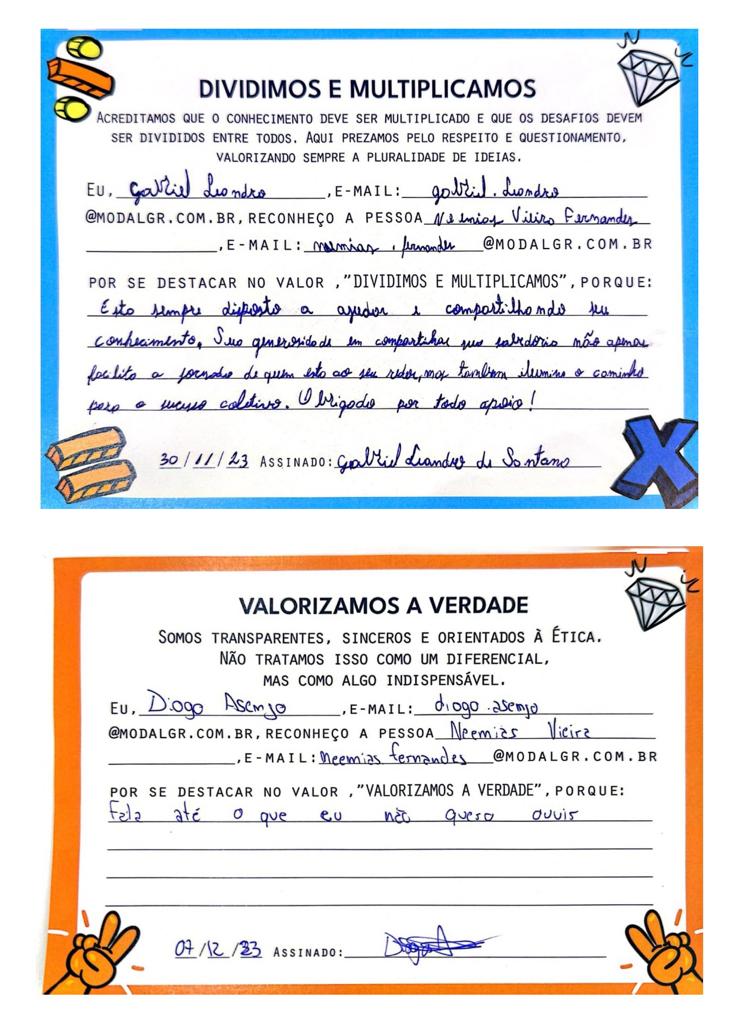 DIVIDIMOS E MULTIPLICAMOS
ACREDITAMOS QUE O CONHECIMENTO DEVE SER MULTIPLICADO E QUE OS DESAFIOS DEVEM
SER DIVIDIDOS ENTRE TODOS. AQUI PREZAMOS PELO RESPEITO E QUESTIONAMENTO,
VALORIZANDO SEMPRE A PLURALIDADE DE IDEIAS.
EU, Gabriel Leandro, E-MAIL: gabriel.leandro
@MODALGR.COM.BR, RECONHEÇO A PESSOA Neemias Vieira Fernandes
, E-MAIL: neemias.fernandes @MODALGR.COM.BR
POR SE DESTACAR NO VALOR ,"DIVIDIMOS E MULTIPLICAMOS", PORQUE:
Esta sempre disposto a ajudar e compartilhando seu
conhecimento. Sua generosidade em compartilhar sua sabedoria não apenas
facilita a jornada de quem esta ao seu redor, mas tambem ilumina o caminho
para o sucesso coletivo. Obrigado por todo apoio!
30/11/23 ASSINADO: Gabriel Leandro de Santana
X
VALORIZAMOS A VERDADE
SOMOS TRANSPARENTES, SINCEROS E ORIENTADOS À ÉTICA.
NÃO TRATAMOS ISSO COMO UM DIFERENCIAL,
MAS COMO ALGO INDISPENSÁVEL.
EU, Diogo Asenjo, E-MAIL: diogo.asenjo
@MODALGR.COM.BR, RECONHEÇO A PESSOA Neemias Vieira
, E-MAIL: neemias fernandes @MODALGR.COM.BR
POR SE DESTACAR NO VALOR ,"VALORIZAMOS A VERDADE", PORQUE:
Fala até o que eu não quero ouvir
07/12/23 ASSINADO: